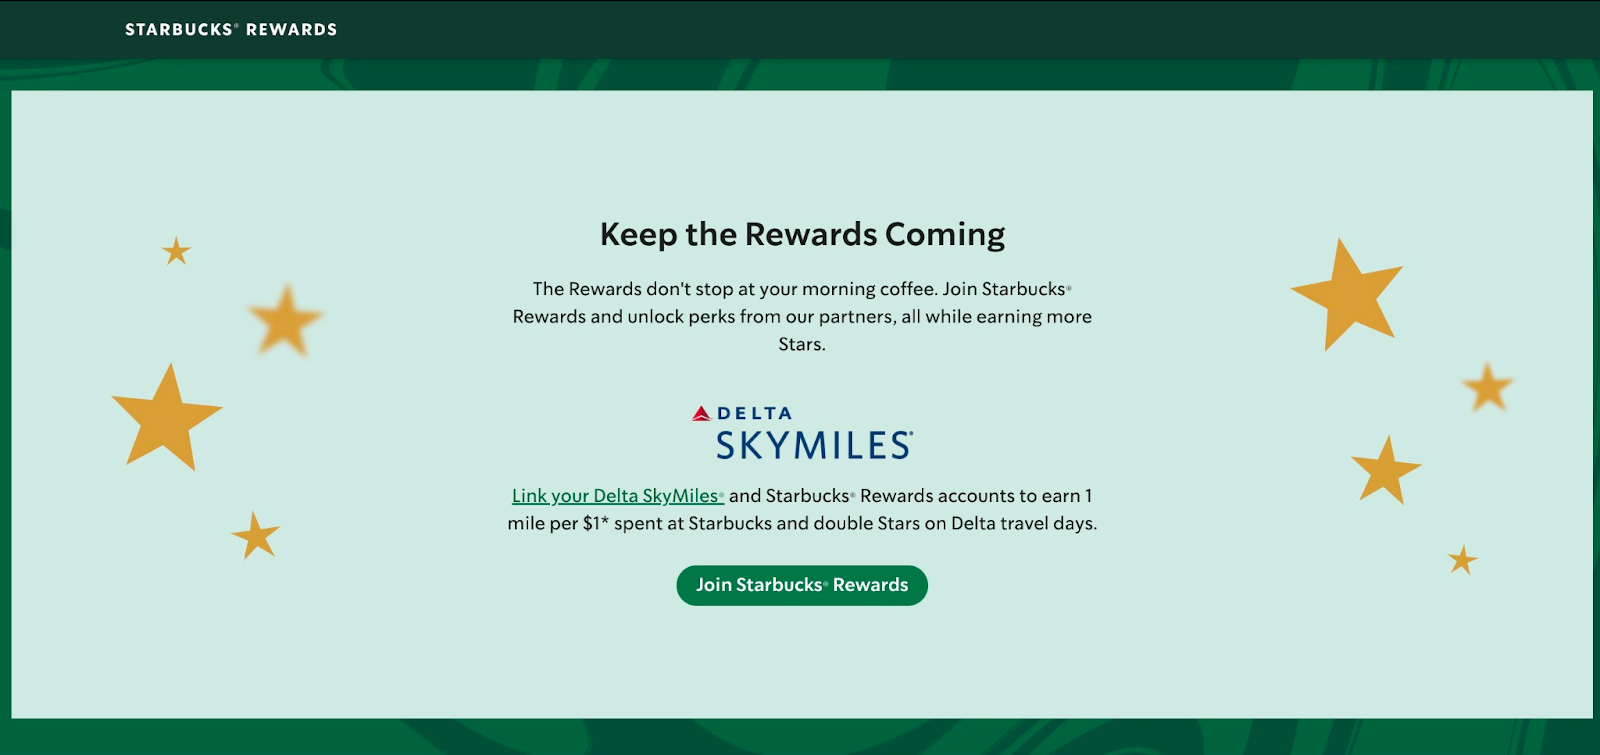 STARBUCKS® REWARDS
Keep the Rewards Coming
The Rewards don't stop at your morning coffee. Join Starbucks®
Rewards and unlock perks from our partners, all while earning more
Stars.
DELTA
SKYMILES®
Link your Delta SkyMiles® and Starbucks® Rewards accounts to earn 1
mile per $1* spent at Starbucks and double Stars on Delta travel days.
Join Starbucks® Rewards